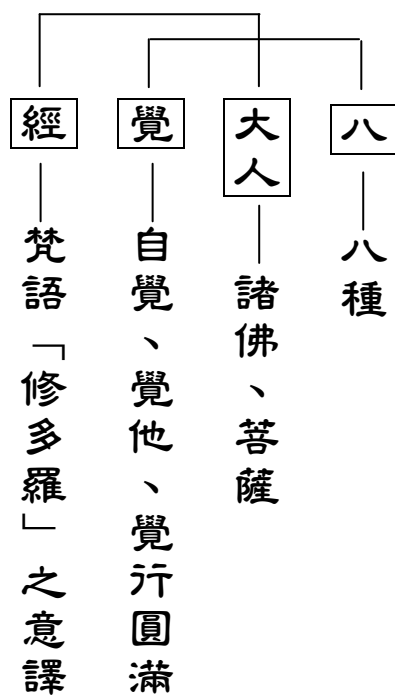 八
八種
大人
諸佛、菩薩
覺
自覺、覺他、覺行圓滿
經
梵語「修多羅」之意譯